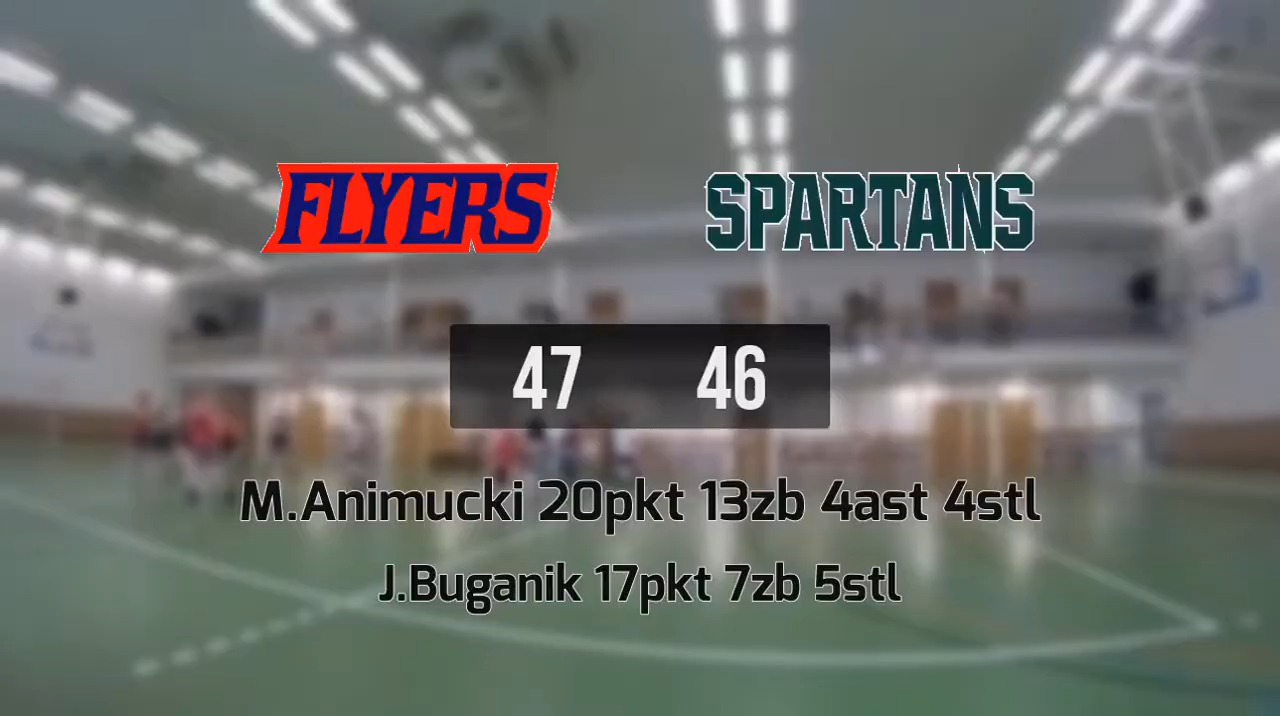 FLYERS SPARTANS
47 46
M.Animucki 20pkt 13zb 4ast 4stl
J.Buganik 17pkt 7zb 5stl